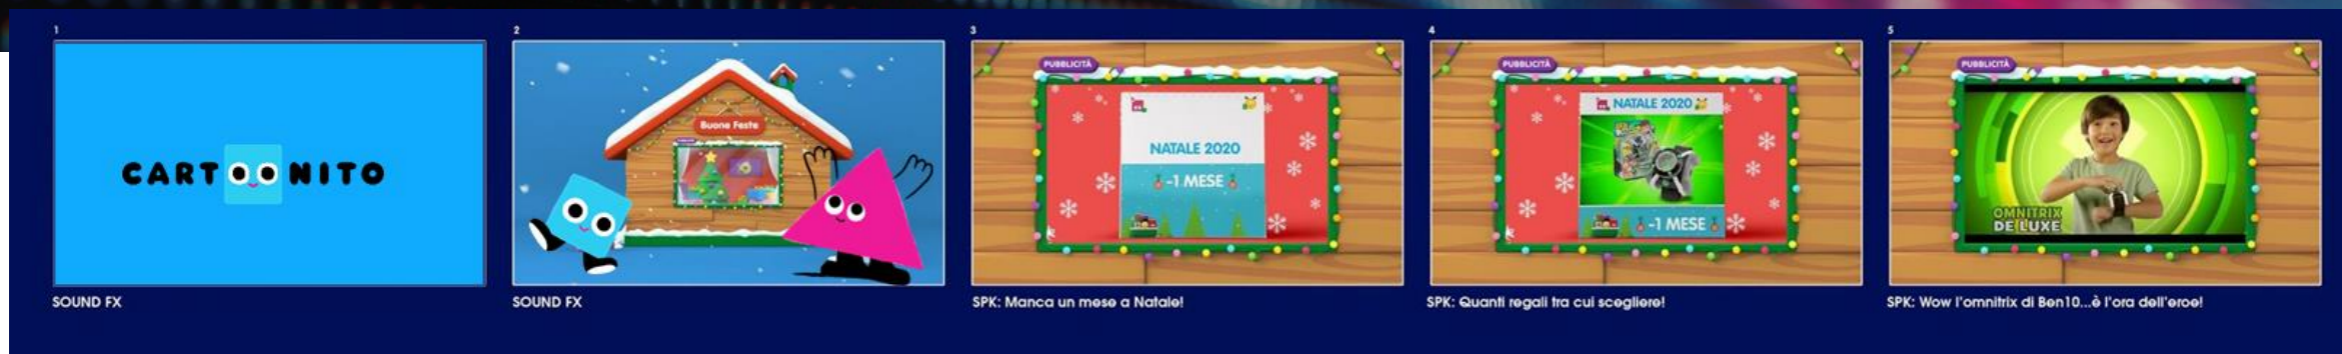 1
CARTOONITO
SOUND FX
2
Buone Feste
SOUND FX
3
PUBBLICITÀ
NATALE 2020
-1 MESE
SPK: Manca un mese a Natale!
4
PUBBLICITÀ
NATALE 2020
-1 MESE
SPK: Quanti regali tra cui scegliere!
5
PUBBLICITÀ
OMNITRIX
DE LUXE
SPK: Wow l'omnitrix di Ben10...è l'ora dell'eroe!